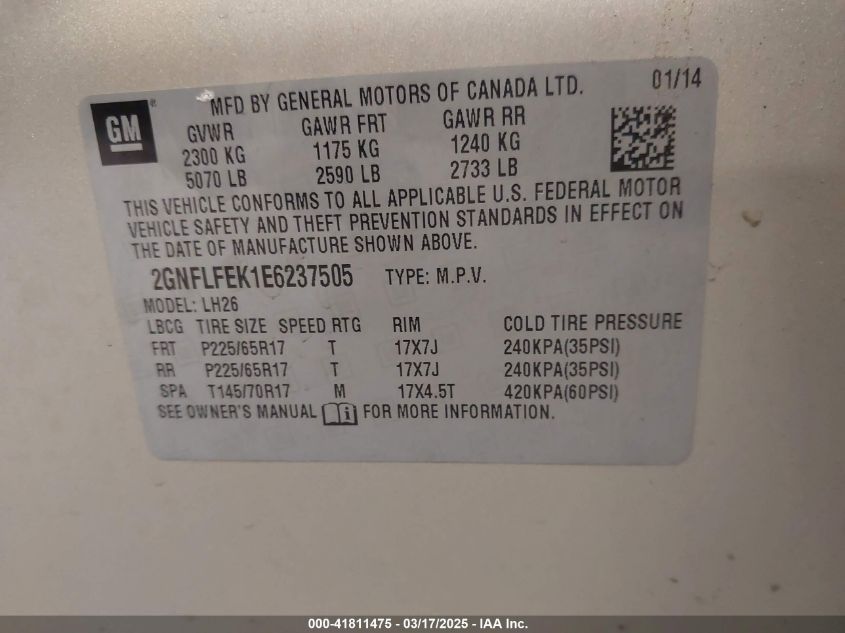 MFD BY GENERAL MOTORS OF CANADA LTD. 01/14
GM®
GVWR GAWR FRT GAWR RR
2300 KG 1175 KG 1240 KG
5070 LB 2590 LB 2733 LB
THIS VEHICLE CONFORMS TO ALL APPLICABLE U.S. FEDERAL MOTOR
VEHICLE SAFETY AND THEFT PREVENTION STANDARDS IN EFFECT ON
THE DATE OF MANUFACTURE SHOWN ABOVE.
2GNFLFEK1E6237505 TYPE: M.P.V.
MODEL: LH26
LBCG TIRE SIZE SPEED RTG RIM COLD TIRE PRESSURE
FRT P225/65R17 T 17X7J 240KPA(35PSI)
RR P225/65R17 T 17X7J 240KPA(35PSI)
SPA T145/70R17 M 17X4.5T 420KPA(60PSI)
SEE OWNER'S MANUAL i FOR MORE INFORMATION.
000-41811475 - 03/17/2025 - IAA Inc.